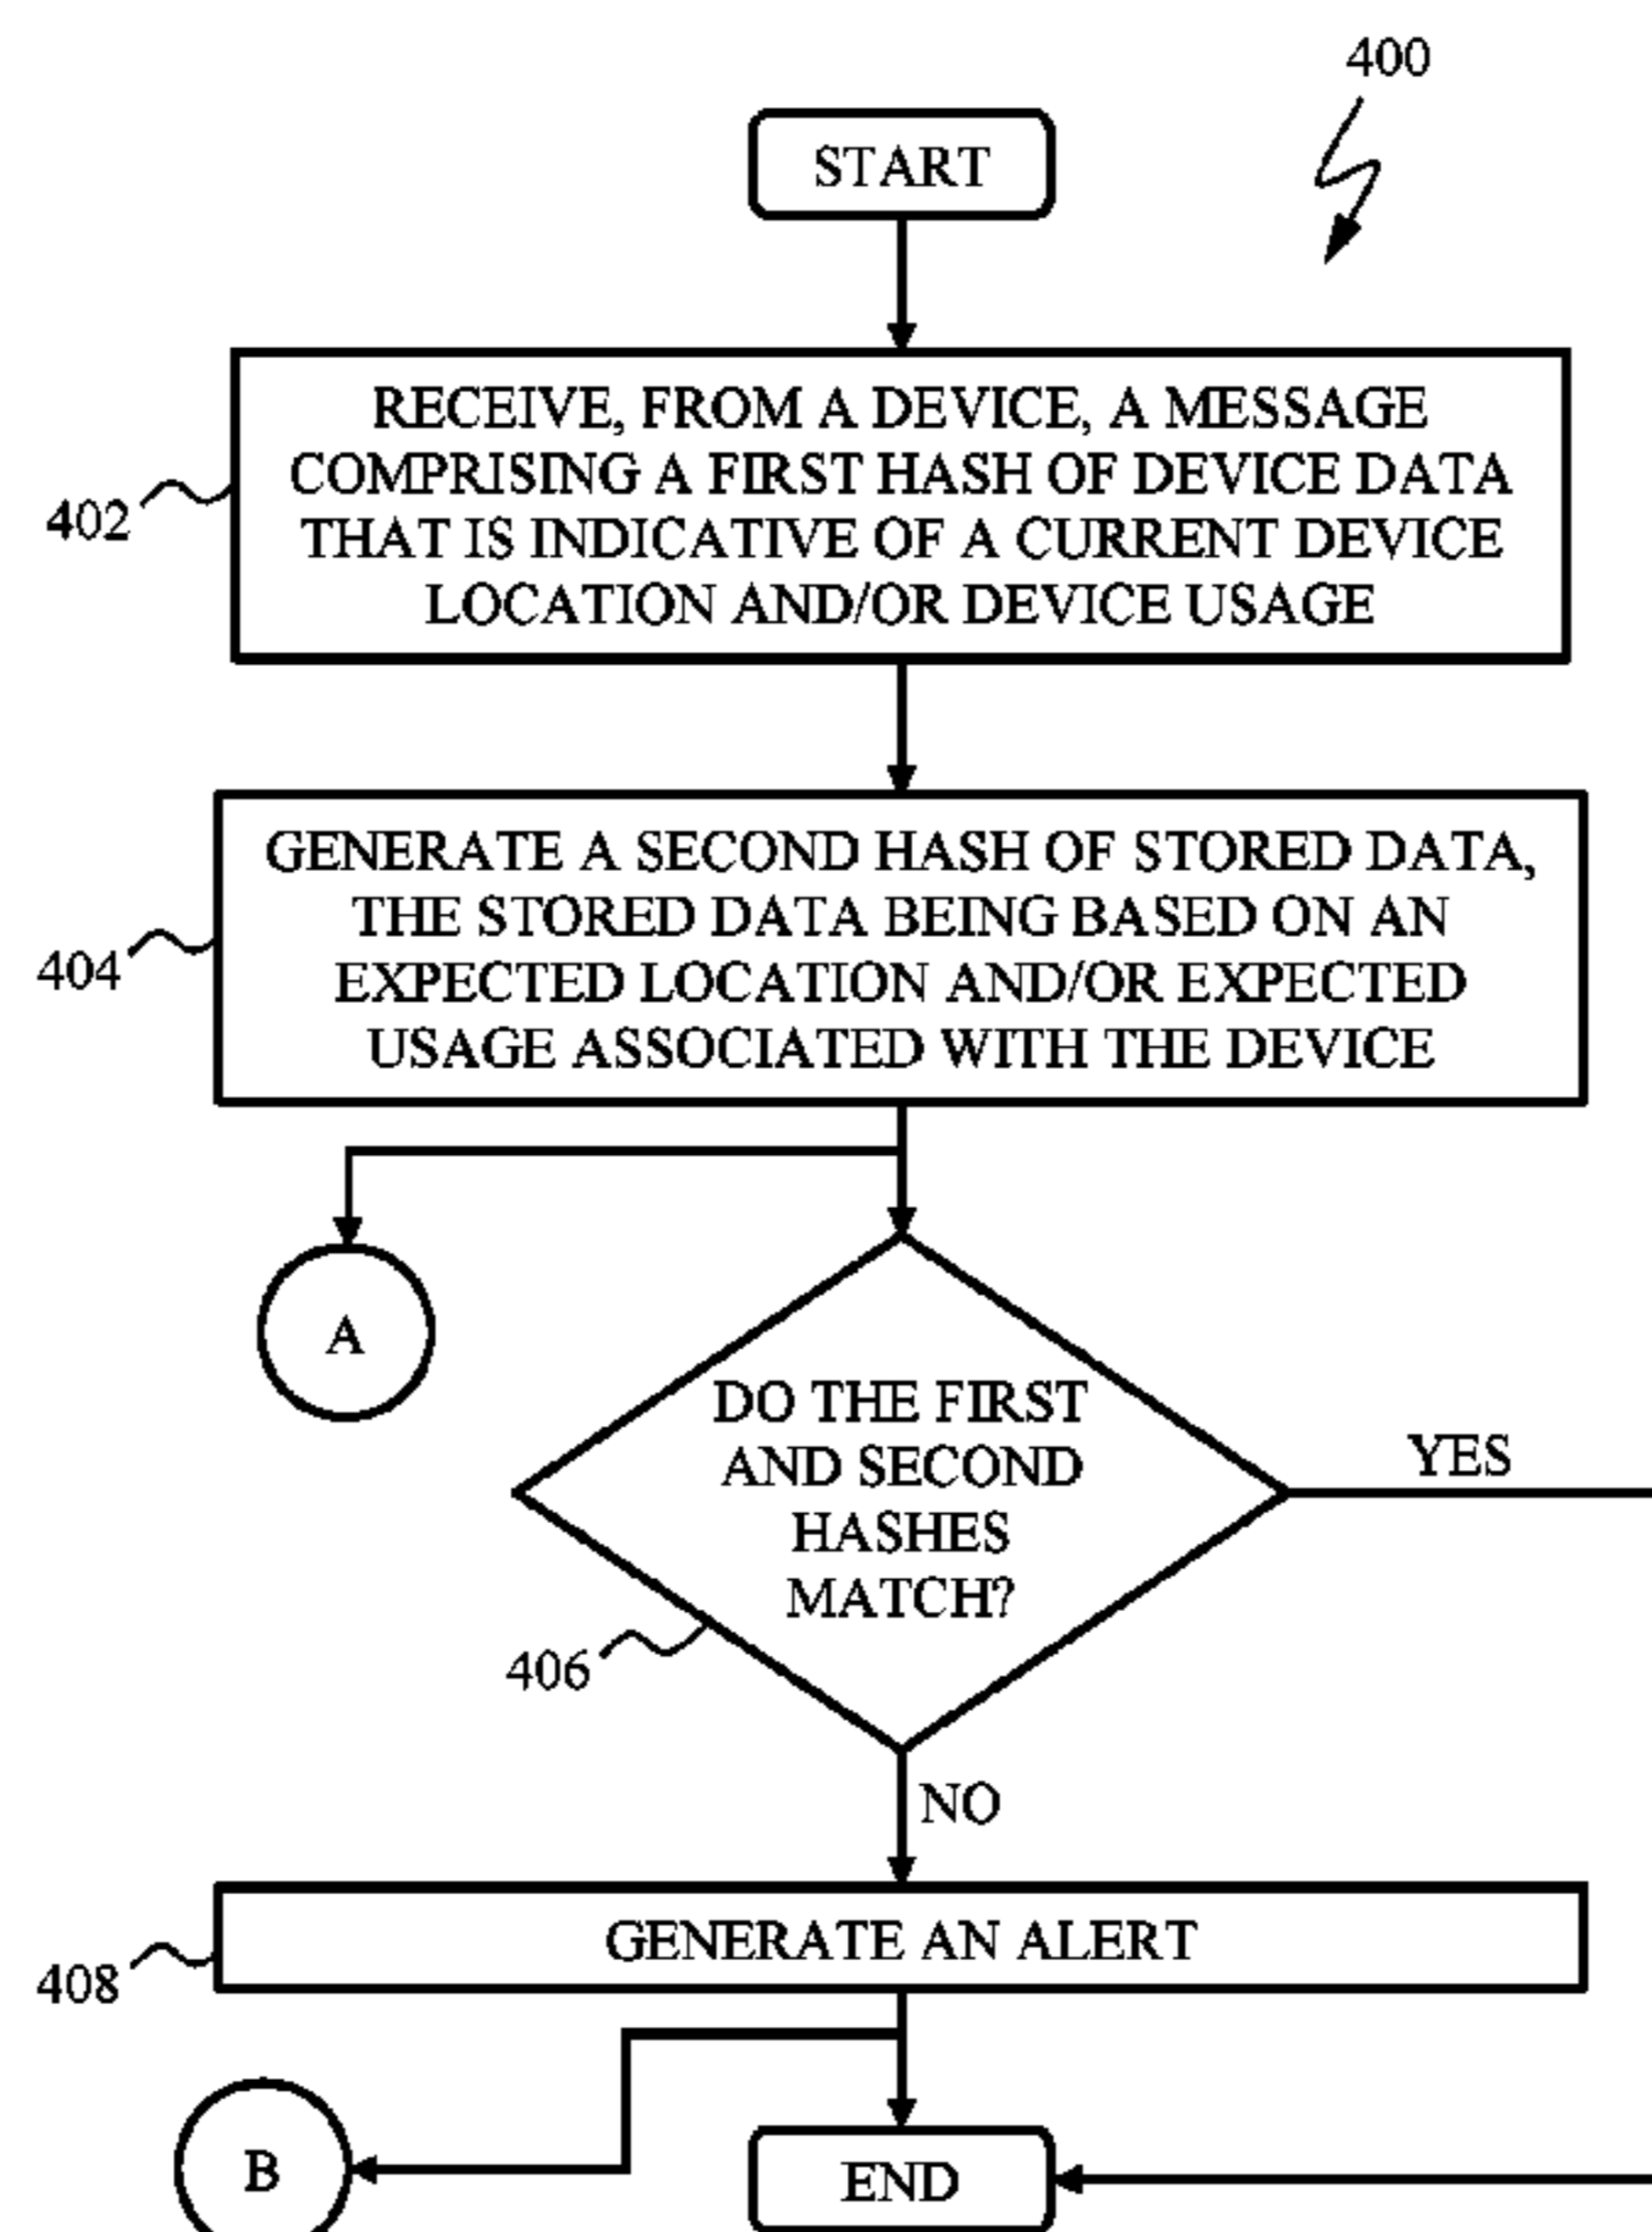 400
START
RECEIVE, FROM A DEVICE, A MESSAGE
COMPRISING A FIRST HASH OF DEVICE DATA
THAT IS INDICATIVE OF A CURRENT DEVICE
LOCATION AND/OR DEVICE USAGE
402
GENERATE A SECOND HASH OF STORED DATA,
THE STORED DATA BEING BASED ON AN
EXPECTED LOCATION AND/OR EXPECTED
USAGE ASSOCIATED WITH THE DEVICE
404
A
DO THE FIRST
AND SECOND
HASHES
MATCH?
YES
406
NO
GENERATE AN ALERT
408
B
END